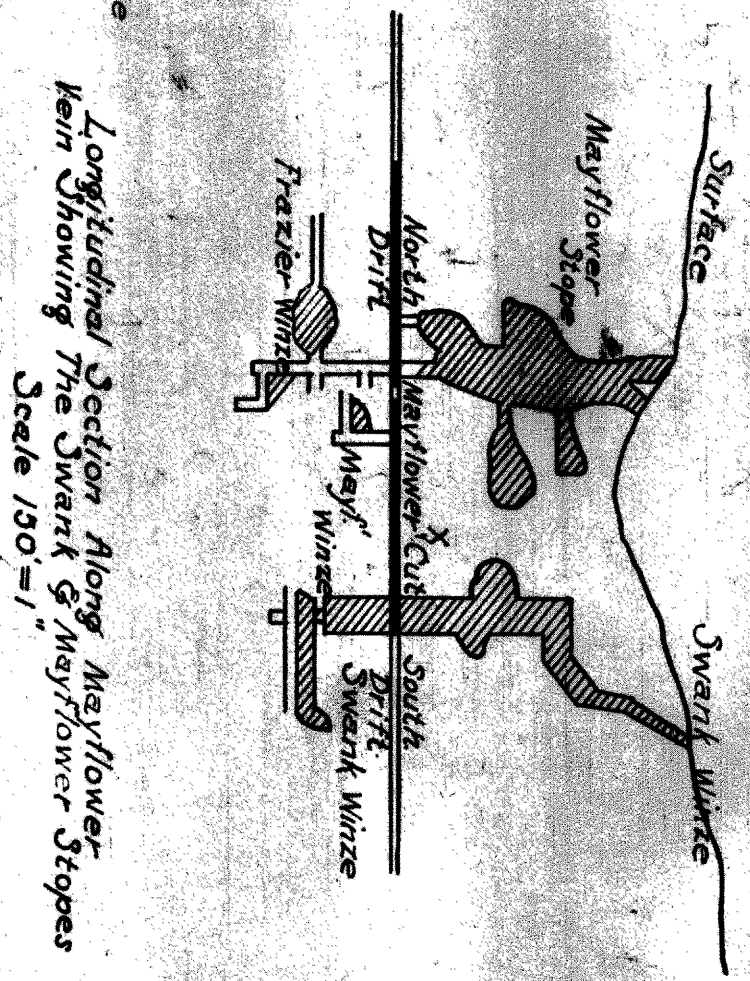 Surface
Swank Winze
Mayflower
Stope
North
Drift
Mayflower X Cut
South
Drift
Frazier Winze
Mayf.
Winze
Swank Winze
Longitudinal Section Along Mayflower
Vein Showing The Swank & Mayflower Stopes
Scale 150'=1"
e